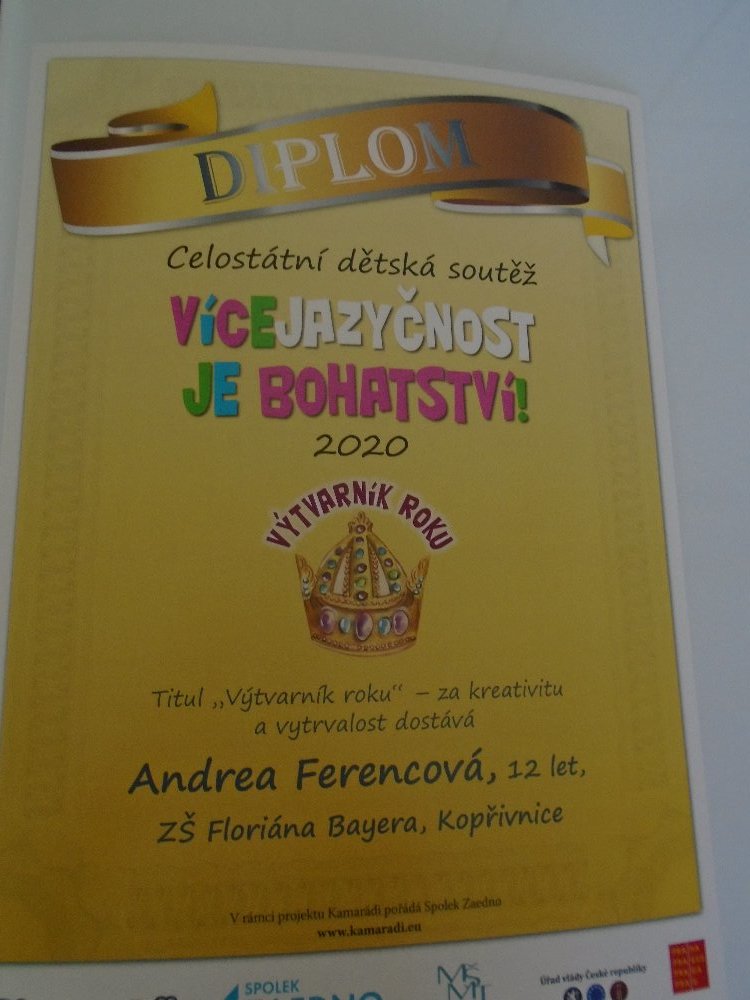 DIPLOM
Celostátní dětská soutěž
VÍCEJAZYČNOST
JE BOHATSTVÍ!
2020
VÝTVARNÍK ROKU
Titul „Výtvarník roku“ – za kreativitu
a vytrvalost dostává
Andrea Ferencová, 12 let,
ZŠ Floriána Bayera, Kopřivnice
V rámci projektu Kamarádi pořádá Spolek Zaedno
www.kamaradi.eu
SPOLEK
Úřad vlády České republiky